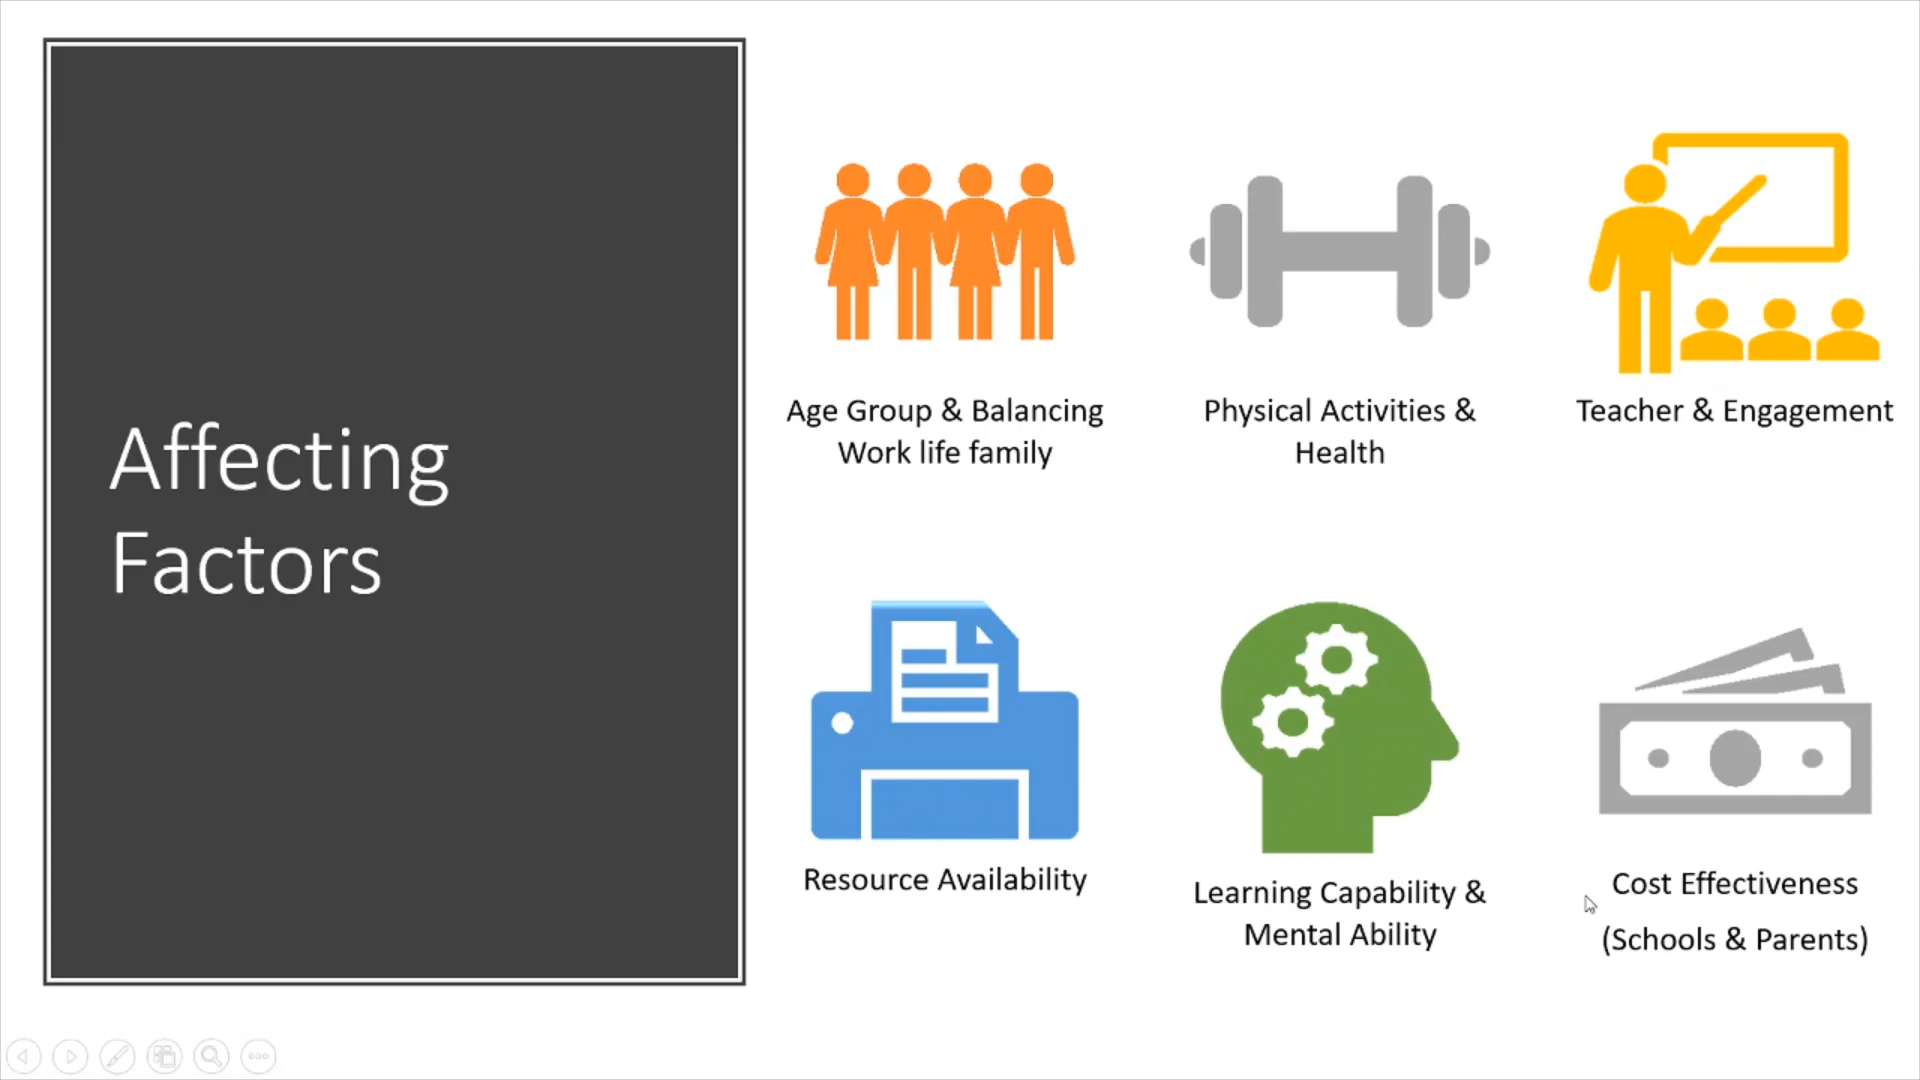 Affecting
Factors
Age Group & Balancing
Work life family
Physical Activities &
Health
Teacher & Engagement
Resource Availability
Learning Capability &
Mental Ability
Cost Effectiveness
(Schools & Parents)